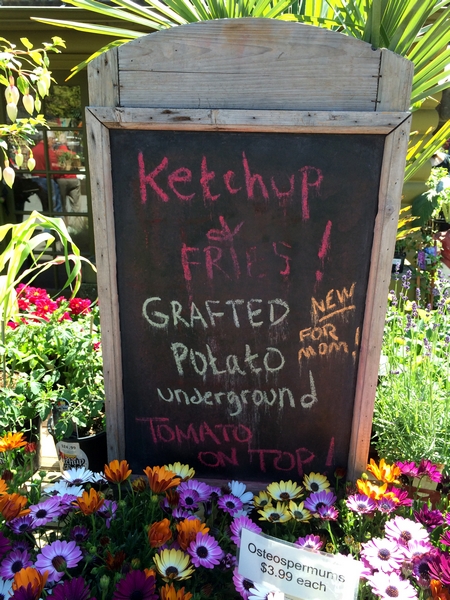 Ketchup
&
FRIES!
GRAFTED
Potato
underground
NEW
FOR
MOM!
TOMATO
ON TOP!
Osteospermums
$3.99 each